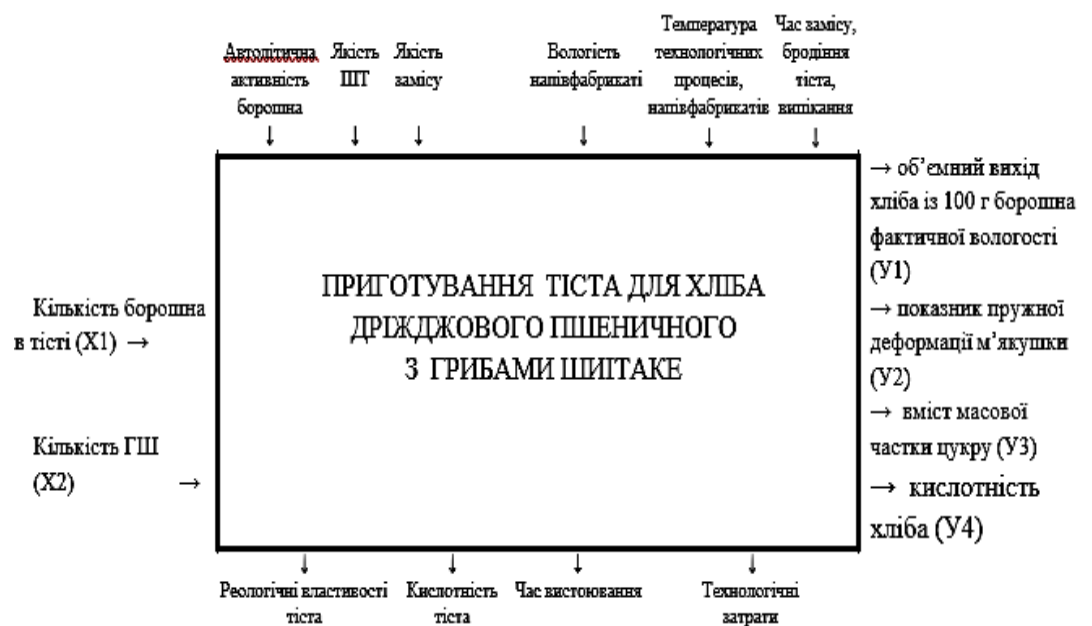 Автолітична
активність
борошна
Якість
ПТ
Якість
замісу
Вологість
напівфабрикаті
Температура
технологічних
процесів,
напівфабрикатів
Час замісу,
бродіння
тіста,
випікання
Кількість борошна
в тісті (Х1) →
Кількість ГШ
(Х2) →
ПРИГОТУВАННЯ ТІСТА ДЛЯ ХЛІБА
ДРІЖДЖОВОГО ПШЕНИЧНОГО
З ГРИБАМИ ШИІТАКЕ
→ об’ємний вихід
хліба із 100 г борошна
фактичної вологості
(У1)
→ показник пружної
деформації м’якушки
(У2)
→ вміст масової
частки цукру (У3)
→ кислотність
хліба (У4)
Реологічні властивості
тіста
Кислотність
тіста
Час вистоювання
Технологічні
затрати